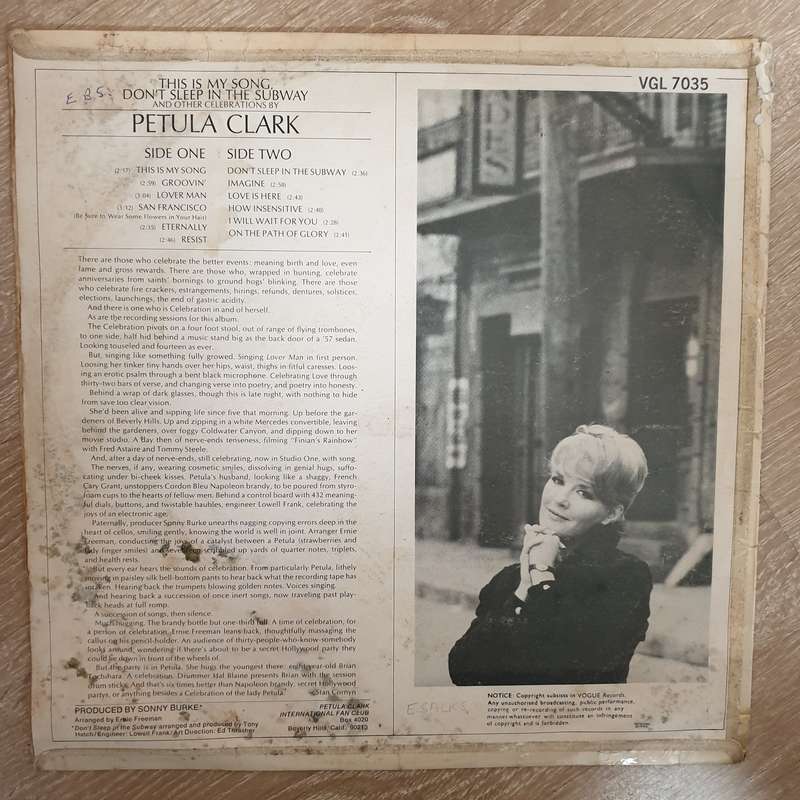 THIS IS MY SONG,
DON'T SLEEP IN THE SUBWAY
AND OTHER CELEBRATIONS BY
PETULA CLARK
E B.S.
VGL 7035
SIDE ONE
(2:57) THIS IS MY SONG
(2:59) GROOVIN'
(3:04) LOVER MAN
(3:12) SAN FRANCISCO
(Be Sure to Wear Some Flowers in Your Hair)
(2:35) ETERNALLY
(2:46) RESIST
SIDE TWO
DON'T SLEEP IN THE SUBWAY (2:36)
IMAGINE (2:50)
LOVE IS HERE (2:43)
HOW INSENSITIVE (2:40)
I WILL WAIT FOR YOU (2:28)
ON THE PATH OF GLORY (2:41)
There are those who celebrate the better events: meaning birth and love, even
lame and gross rewards. There are those who, wrapped in bunting, celebrate
anniversaries from saints' bornings to ground hogs' blinking. There are those
who celebrate fire crackers, estrangements, hirings, refunds, dentures, solstices,
elections, launchings, the end of gastric acidity.
And there is one who is Celebration in and of herself.
As are the recording sessions for this album.
The Celebration pivots on a four foot stool, out of range of flying trombones,
to one side, half hid behind a music stand big as the back door of a '57 sedan.
Looking touseled and fourteen as ever.
But, singing like something fully growed. Singing Lover Man in first person.
Loosing her tinker tiny hands over her hips, waist, thighs in fitful caresses. Loos-
ing an erotic psalm through a bent black microphone. Celebrating Love through
thirty-two bars of verse, and changing verse into poetry, and poetry into honesty.
Behind a wrap of dark glasses, though this is late night, with nothing to hide
from save too clear vision.
She'd been alive and sipping life since five that morning. Up before the gar-
deners of Beverly Hills. Up and zipping in a white Mercedes convertible, leaving
behind the gardeners, over foggy Coldwater Canyon, and dipping down to her
movie studio. A day then of nerve-ends tenseness, filming "Finian's Rainbow"
with Fred Astaire and Tommy Steele.
And, after a day of nerve-ends, still celebrating, now in Studio One, with song.
The nerves, if any, wearing cosmetic smiles, dissolving in genial hugs, suffo-
cating under bi-cheek kisses. Petula's husband, looking like a shaggy, French
Cary Grant, unstoppers Cordon Bleu Napoleon brandy, to be poured from styro-
foam cups to the hearts of fellow men. Behind a control board with 432 meaning-
ful dials, buttons, and twistable baubles, engineer Lowell Frank, celebrating the
joys of an electronic age.
Paternally, producer Sonny Burke unearths nagging copying errors deep in the
heart of cellos, smiling gently, knowing the world is well in joint. Arranger Ernie
Freeman, conducting the joys of a catalyst between a Petula (strawberries and
lady finger smiles) and scribbled up yards of quarter notes, triplets,
and health rests.
But every ear hears the sounds of celebration. From particularly Petula, lithely
moving in paisley silk bell-bottom pants to hear back what the recording tape has
Hearing back the trumpets blowing golden notes. Voices singing.
And hearing back a succession of once inert songs, now traveling past play-
back heads at full romp.
A succession of songs, then silence.
Much hugging. The brandy bottle but one-third full. A time of celebration, for
a person of celebration. Ernie Freeman leans back, thoughtfully massaging the
callus on his pencil-holder. An audience of thirty-people-who-know-somebody
looks around, wondering if there's about to be a secret Hollywood party they
could lie down in front of the wheels of.
But the party is in Petula. She hugs the youngest there: eight-year-old Brian
Tochihara. A celebration. Drummer Hal Blaine presents Brian with the session
drum sticks. And that's six times better than Napoleon brandy, secret Hollywood
partys, or anything besides a Celebration of the lady Petula. —Stan Cornyn
PRODUCED BY SONNY BURKE*
Arranged by Ernie Freeman
*Don't Sleep in the Subway arranged and produced by Tony
Hatch/Engineer: Lowell Frank/Art Direction: Ed Thrasher
PETULA CLARK
INTERNATIONAL FAN CLUB
Box 4020
Beverly Hills, Calif. 90213
NOTICE: Copyright subsists in VOGUE Records.
Any unauthorised broadcasting, public performance,
copying or re-recording of such records in any
manner whatsoever will constitute an infringement
of copyright and is forbidden.